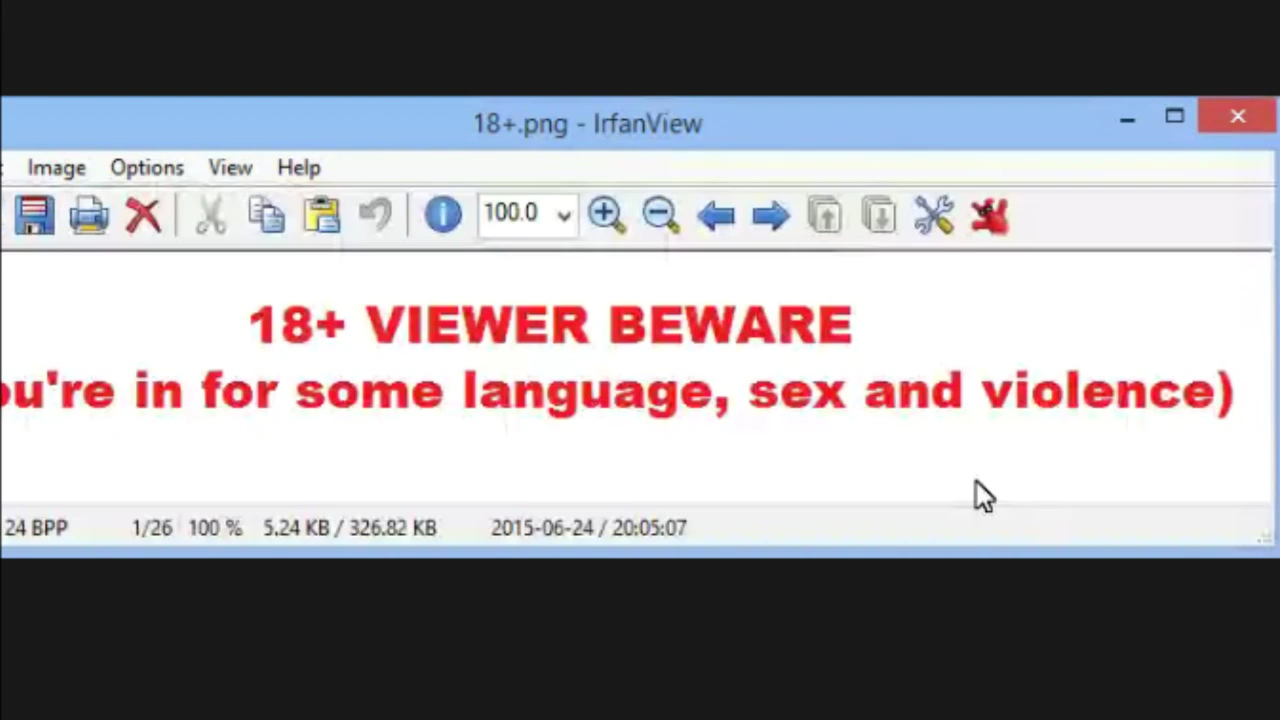 18+.png - IrfanView
Image Options View Help
100.0
18+ VIEWER BEWARE
ou're in for some language, sex and violence)
24 BPP 1/26 100 % 5.24 KB / 326.82 KB 2015-06-24 / 20:05:07